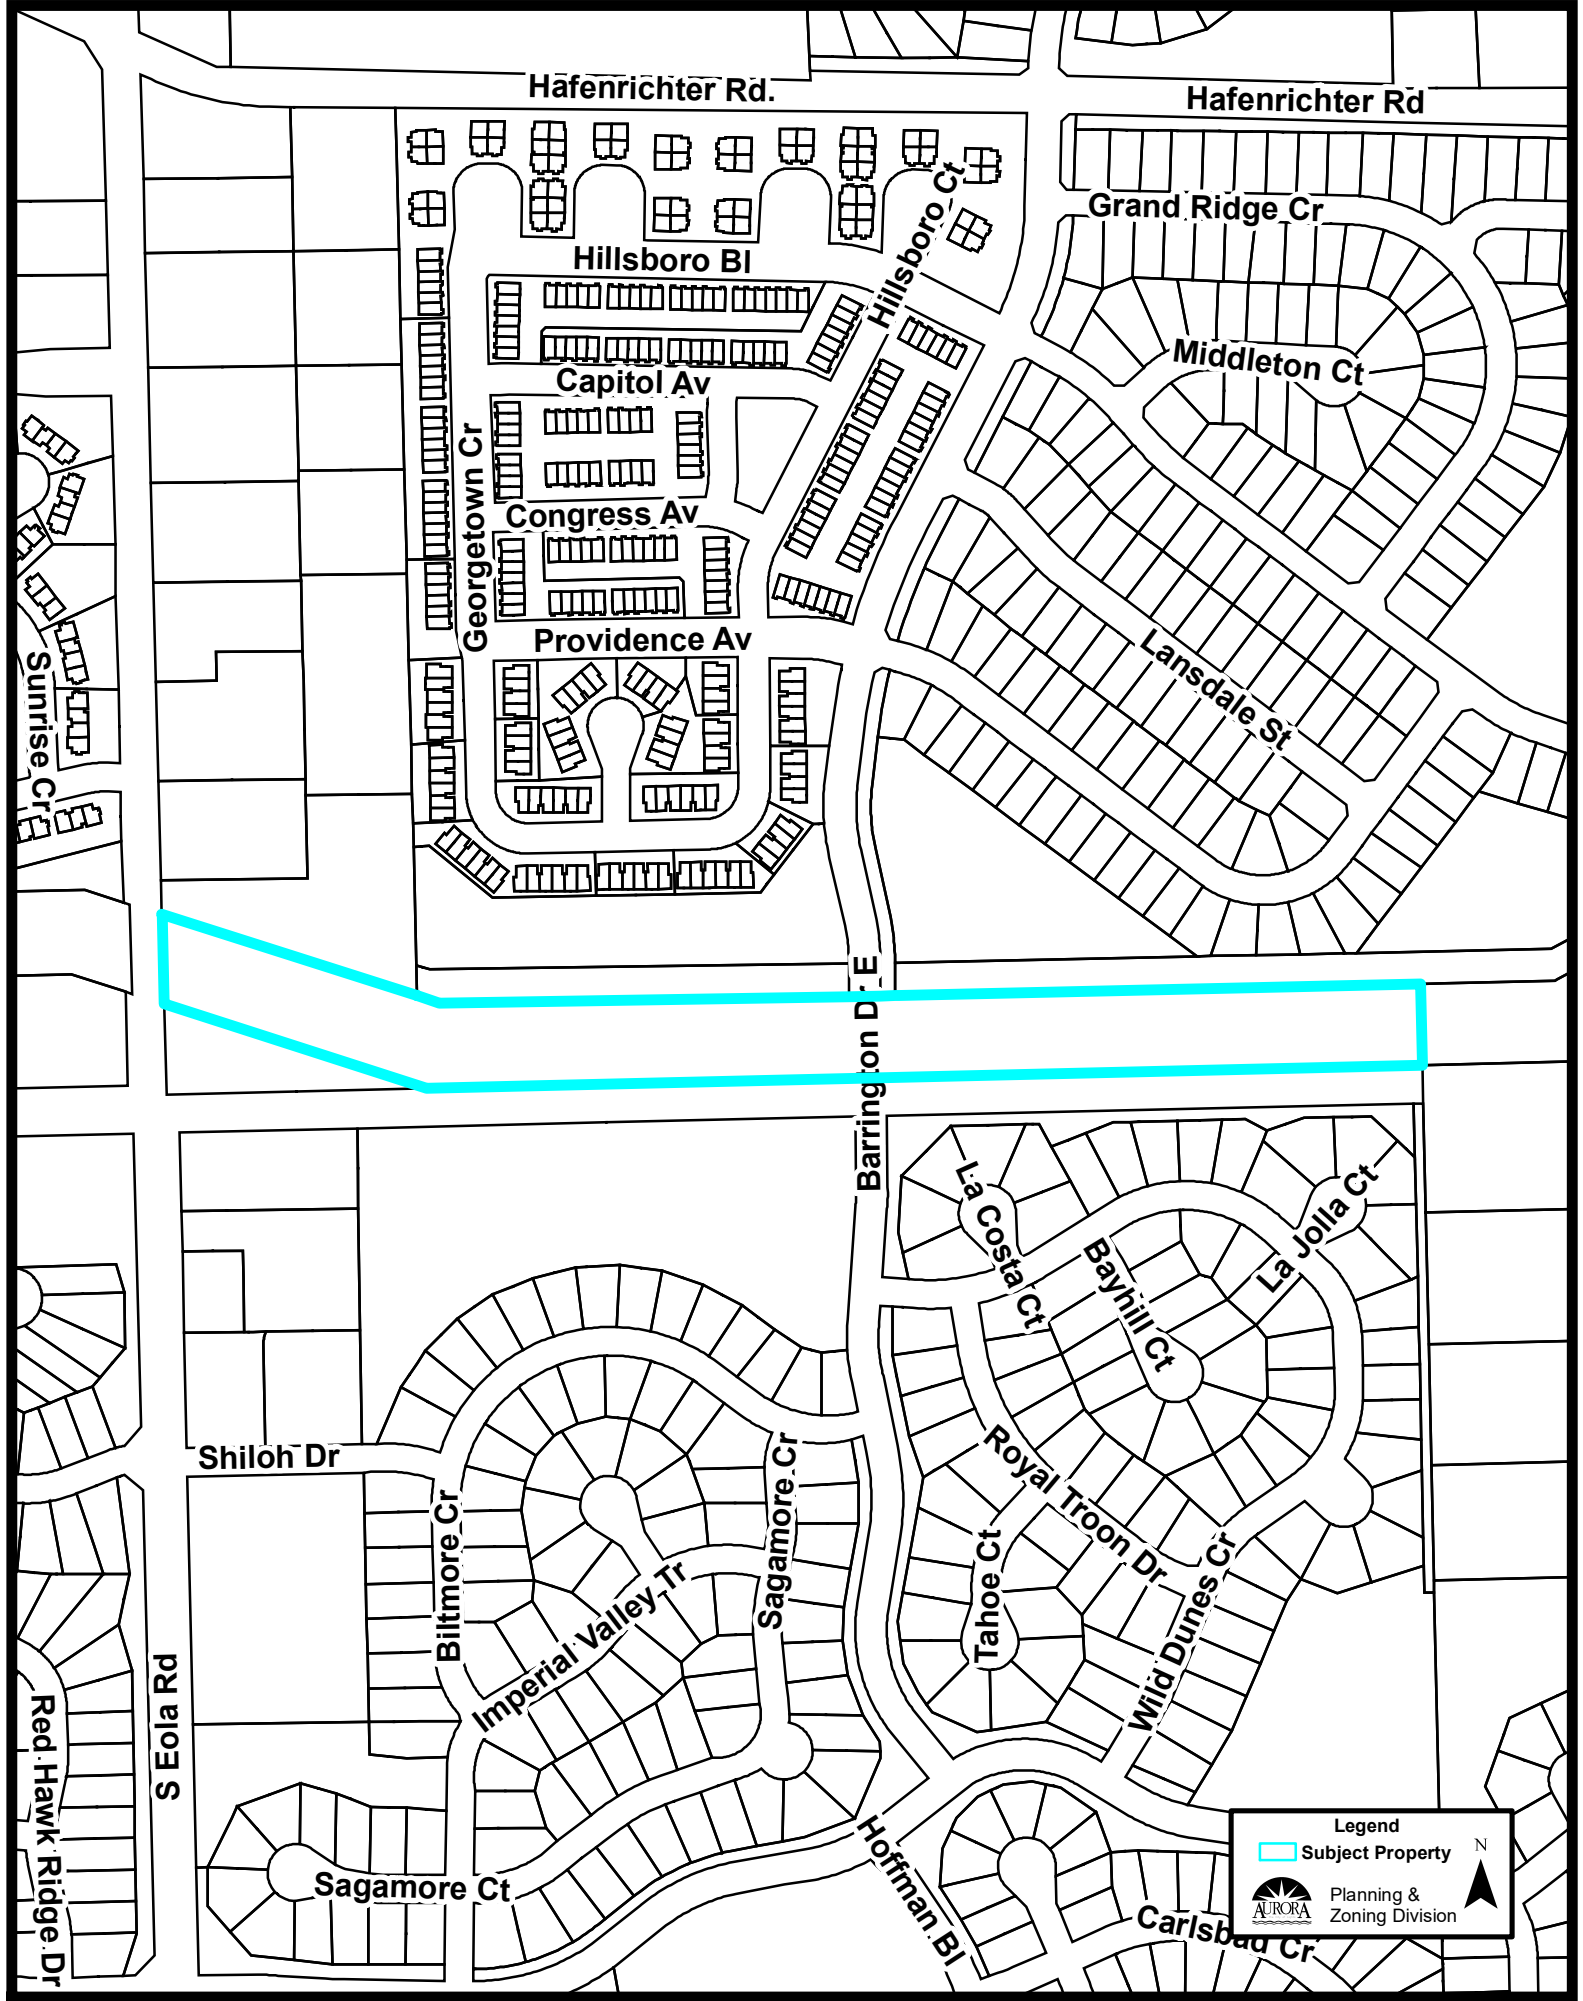 Hafenrichter Rd.
Hafenrichter Rd
Grand Ridge Cr
Hillsboro Ct
Hillsboro Bl
Middleton Ct
Capitol Av
Georgetown Cr
Congress Av
Providence Av
Lansdale St
Sunrise Cr
Barrington Dr E
La Costa Ct
La Jolla Ct
Bayhill Ct
Shiloh Dr
Sagamore Cr
Royal Troon Dr
Biltmore Cr
Tahoe Ct
Imperial Valley Tr
Wild Dunes Cr
S Eola Rd
Red Hawk Ridge Dr
Sagamore Ct
Hoffman Bl
Carlsbad Cr
Legend
Subject Property
N
AURORA
Planning &
Zoning Division